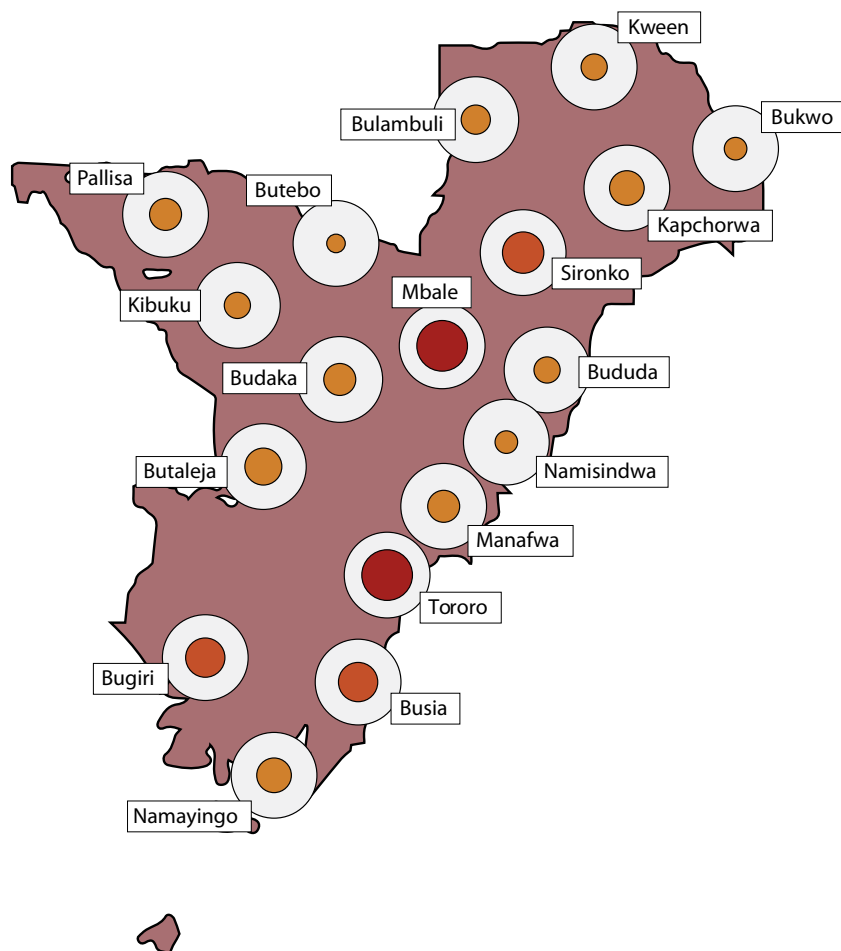 Kween
Bulambuli
Bukwo
Pallisa
Butebo
Kapchorwa
Sironko
Mbale
Kibuku
Budaka
Bududa
Butaleja
Namisindwa
Manafwa
Tororo
Bugiri
Busia
Namayingo